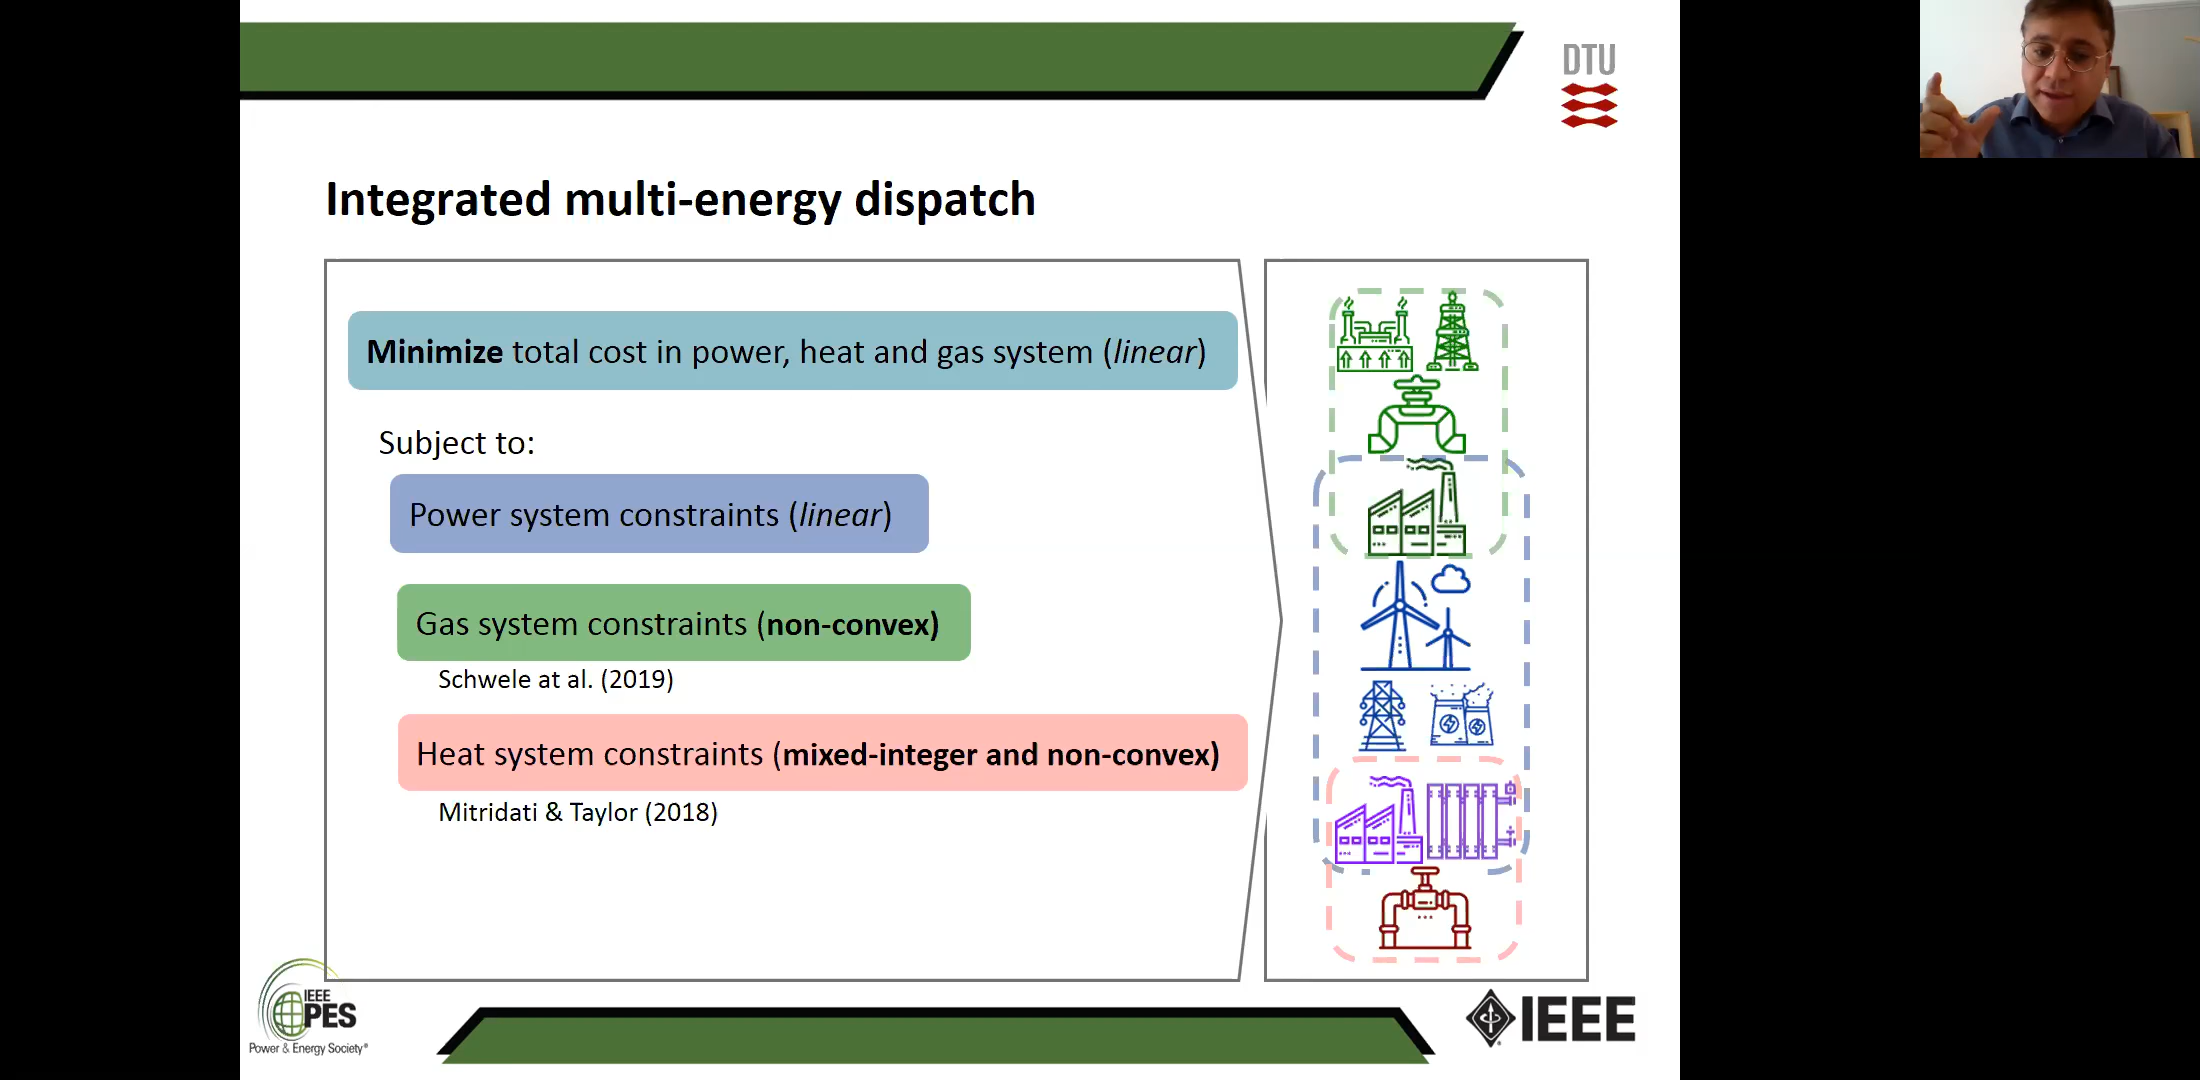 DTU
Integrated multi-energy dispatch
Minimize total cost in power, heat and gas system (linear)
Subject to:
Power system constraints (linear)
Gas system constraints (non-convex)
Schwele at al. (2019)
Heat system constraints (mixed-integer and non-convex)
Mitridati & Taylor (2018)
IEEE
PES
Power & Energy Society®
IEEE